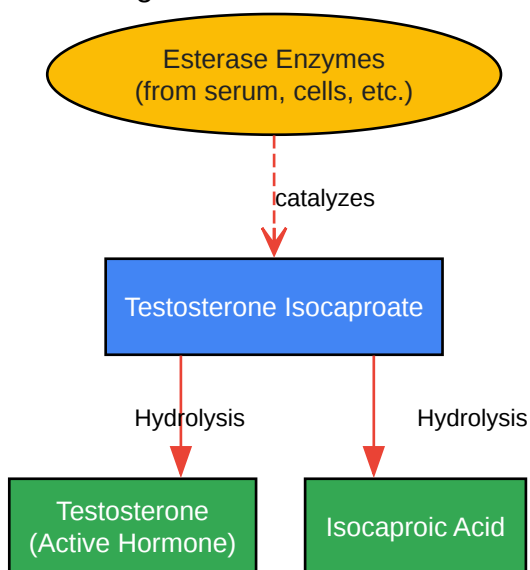 Esterase Enzymes
(from serum, cells, etc.)
catalyzes
Testosterone Isocaproate
Hydrolysis
Hydrolysis
Testosterone
(Active Hormone)
Isocaproic Acid